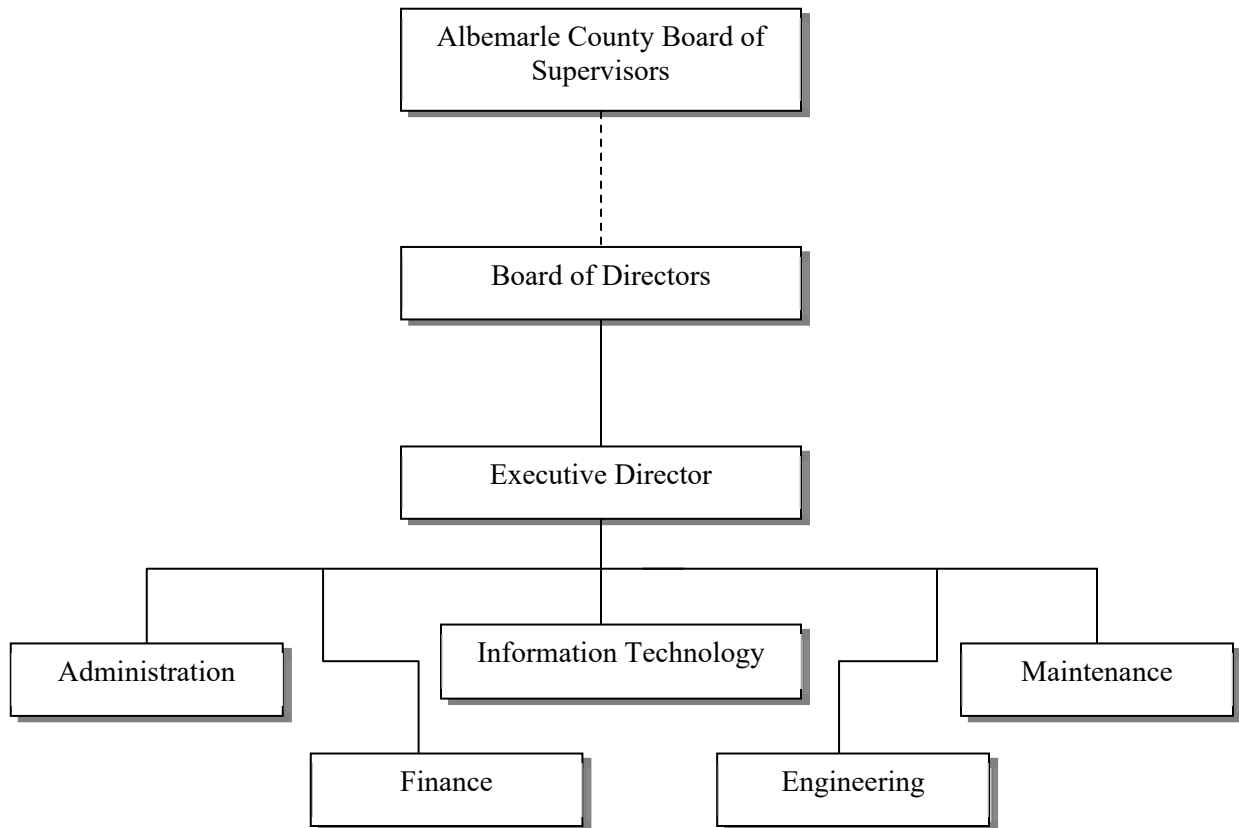 Albemarle County Board of
Supervisors
Board of Directors
Executive Director
Administration
Information Technology
Maintenance
Finance
Engineering